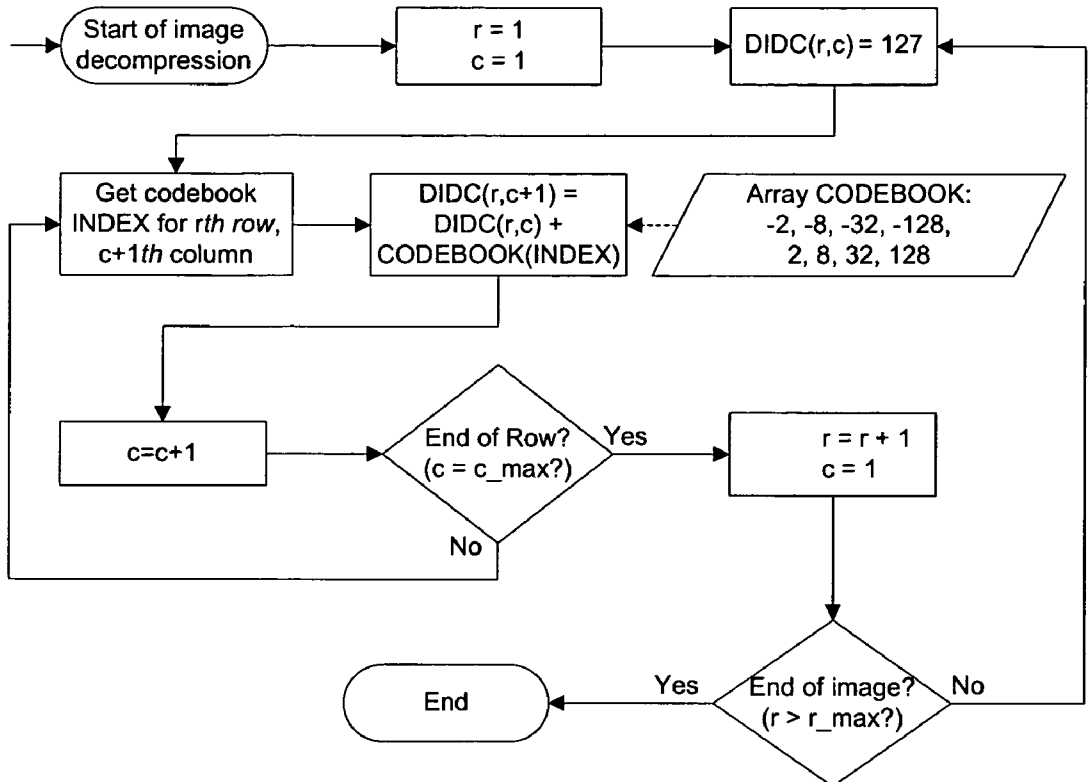 Start of image
decompression
r = 1
c = 1
DIDC(r,c) = 127
Get codebook
INDEX for rth row,
c+1th column
DIDC(r,c+1) =
DIDC(r,c) +
CODEBOOK(INDEX)
Array CODEBOOK:
-2, -8, -32, -128,
2, 8, 32, 128
c=c+1
End of Row?
(c = c_max?)
Yes
No
r = r + 1
c = 1
End of image?
(r > r_max?)
Yes
No
End